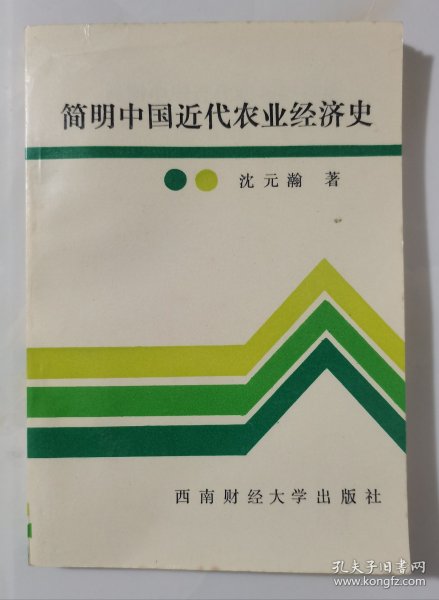 简明中国近代农业经济史
沈元瀚 著
西南财经大学出版社
孔夫子旧书网
www.kongfz.com